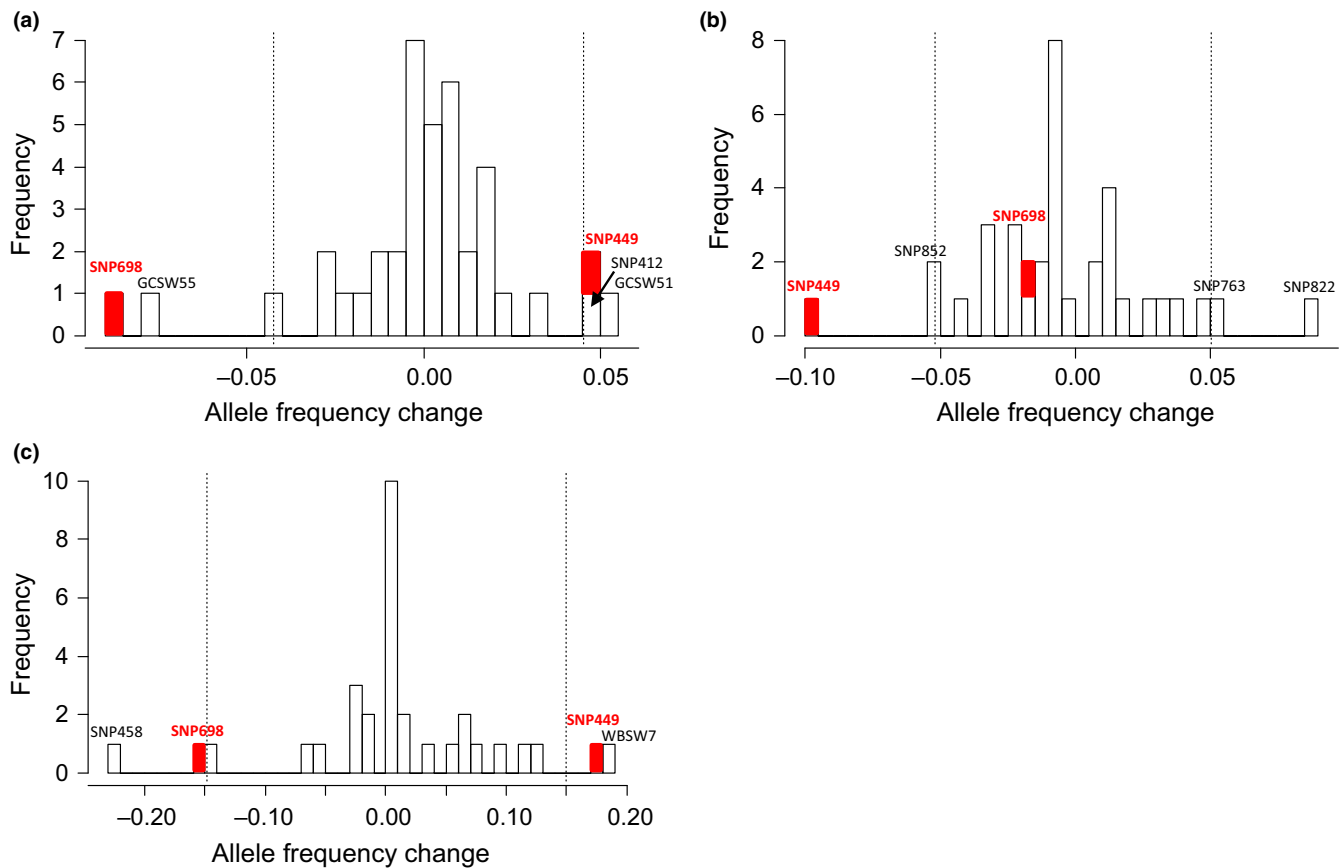 (a)
7
6
5
4
3
2
1
0
Frequency
SNP698
GCSW55
SNP449
SNP412
GCSW51
–0.05
0.00
0.05
Allele frequency change
(b)
8
6
4
2
0
Frequency
SNP449
SNP852
SNP698
SNP763
SNP822
–0.10
–0.05
0.00
0.05
Allele frequency change
(c)
10
8
6
4
2
0
Frequency
SNP458
SNP698
SNP449
WBSW7
–0.20
–0.10
0.00
0.10
0.20
Allele frequency change